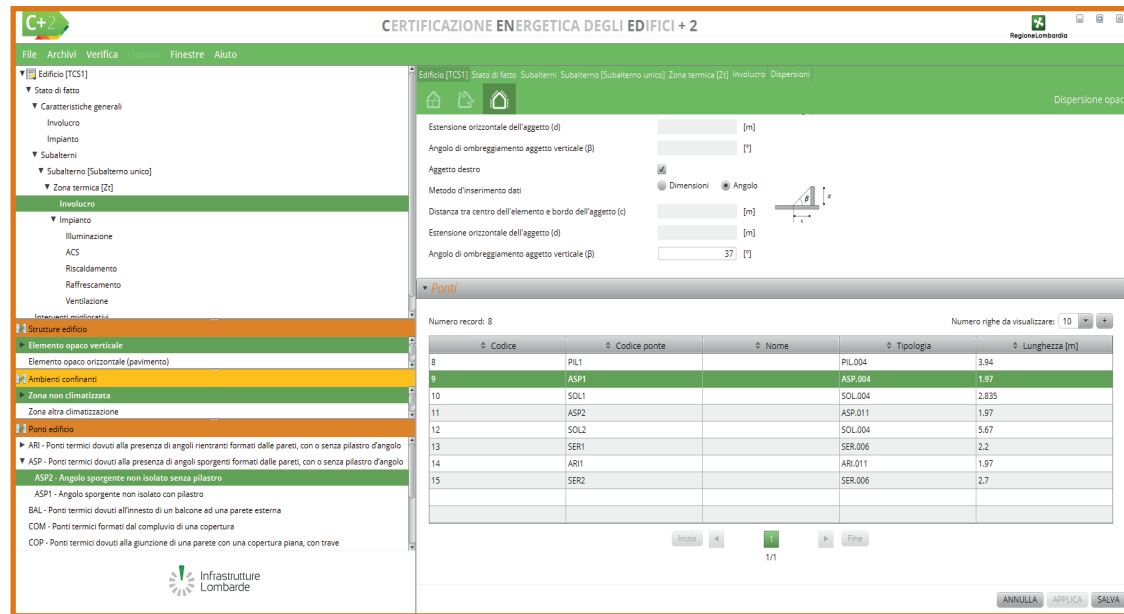 C+2
CERTIFICAZIONE ENERGETICA DEGLI EDIFICI + 2
RegioneLombardia
File Archivi Verifica Opzioni Finestre Aiuto
Edificio [TCS1]
Stato di fatto
Caratteristiche generali
Involucro
Impianto
Subalterni
Subalterno [Subalterno unico]
Zona termica [Zt]
Involucro
Impianto
Illuminazione
ACS
Riscaldamento
Raffrescamento
Ventilazione
Interventi migliorativi
Strutture edificio
Elemento opaco verticale
Elemento opaco orizzontale (pavimento)
Ambienti confinanti
Zona non climatizzata
Zona altra climatizzazione
Ponti edificio
ARI - Ponti termici dovuti alla presenza di angoli rientranti formati dalle pareti, con o senza pilastro d'angolo
ASP - Ponti termici dovuti alla presenza di angoli sporgenti formati dalle pareti, con o senza pilastro d'angolo
ASP2 - Angolo sporgente non isolato senza pilastro
ASP1 - Angolo sporgente non isolato con pilastro
BAL - Ponti termici dovuti all'innesto di un balcone ad una parete esterna
COM - Ponti termici formati dal compluvio di una copertura
COP - Ponti termici dovuti alla giunzione di una parete con una copertura piana, con trave
Infrastrutture
Lombarde
Edificio [TCS1] Stato di fatto Subalterni Subalterno [Subalterno unico] Zona termica [Zt] Involucro Dispersioni
Dispersione opac
Estensione orizzontale dell'aggetto (d) [m]
Angolo di ombreggiamento aggetto verticale (β) [°]
Aggetto destro
Metodo d'inserimento dati Dimensioni Angolo
β d
c
Distanza tra centro dell'elemento e bordo dell'aggetto (c) [m]
Estensione orizzontale dell'aggetto (d) [m]
Angolo di ombreggiamento aggetto verticale (β) 37 [°]
Ponti
Numero record: 8 Numero righe da visualizzare: 10 +
Codice Codice ponte Nome Tipologia Lunghezza [m]
8 PIL1 PIL.004 3.94
9 ASP1 ASP.004 1.97
10 SOL1 SOL.004 2.835
11 ASP2 ASP.011 1.97
12 SOL2 SOL.004 5.67
13 SER1 SER.006 2.2
14 ARI1 ARI.011 1.97
15 SER2 SER.006 2.7
Inizio 1 Fine
1/1
ANNULLA APPLICA SALVA